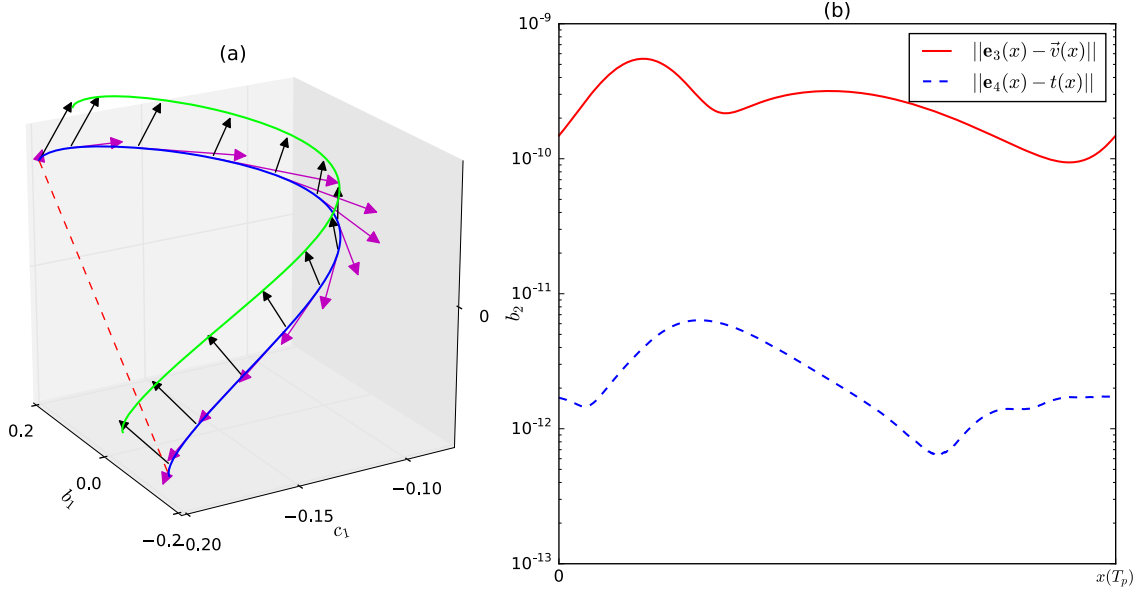 (a)
0.2
0.0
−0.2
b₁
−0.20
−0.15
−0.10
c₁
0
b₂
(b)
10⁻⁹
10⁻¹⁰
10⁻¹¹
10⁻¹²
10⁻¹³
||e₃(x) − v⃗(x)||
||e₄(x) − t(x)||
0
x(Tₚ)